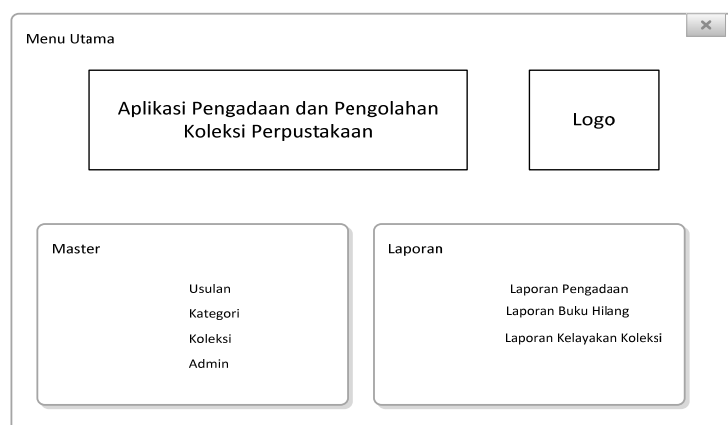 Menu Utama
Aplikasi Pengadaan dan Pengolahan
Koleksi Perpustakaan
Logo
Master
Usulan
Kategori
Koleksi
Admin
Laporan
Laporan Pengadaan
Laporan Buku Hilang
Laporan Kelayakan Koleksi